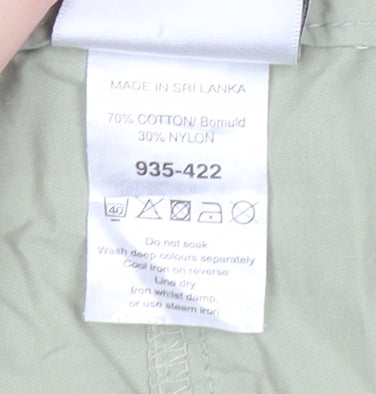 MADE IN SRI LANKA
70% COTTON/ Bomuld
30% NYLON
935-422
40
Do not soak
Wash deep colours separately
Cool iron on reverse
Line dry
Iron whilst damp,
or use steam iron